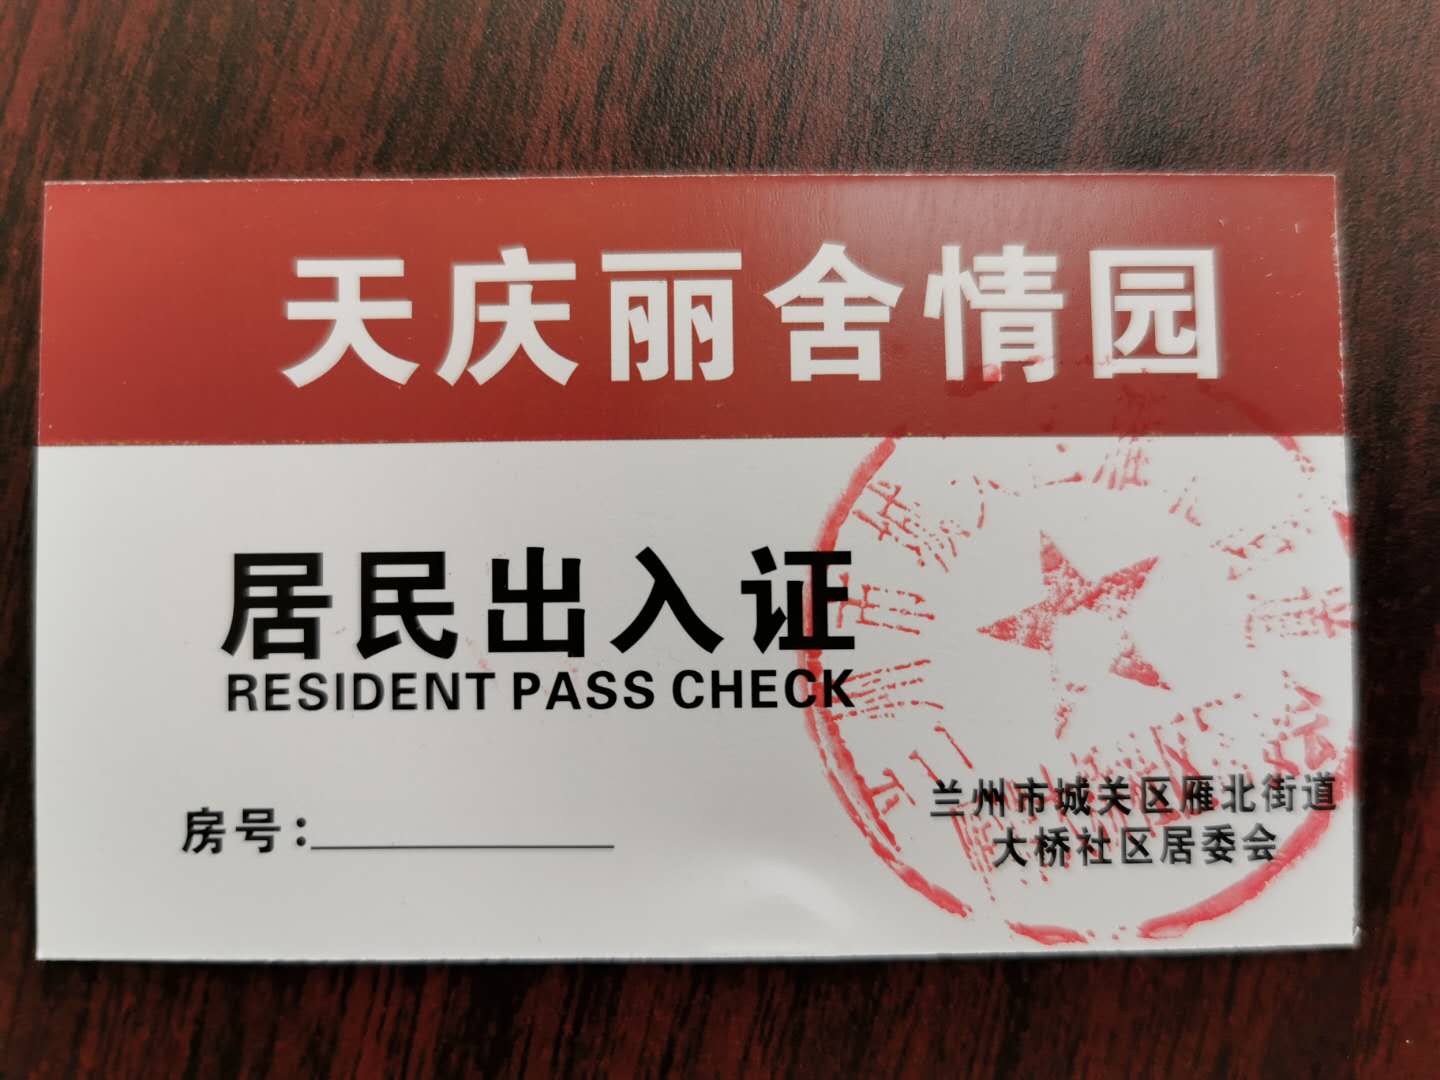 天庆丽舍情园
居民出入证
RESIDENT PASS CHECK
房号：
兰州市城关区雁北街道
大桥社区居委会